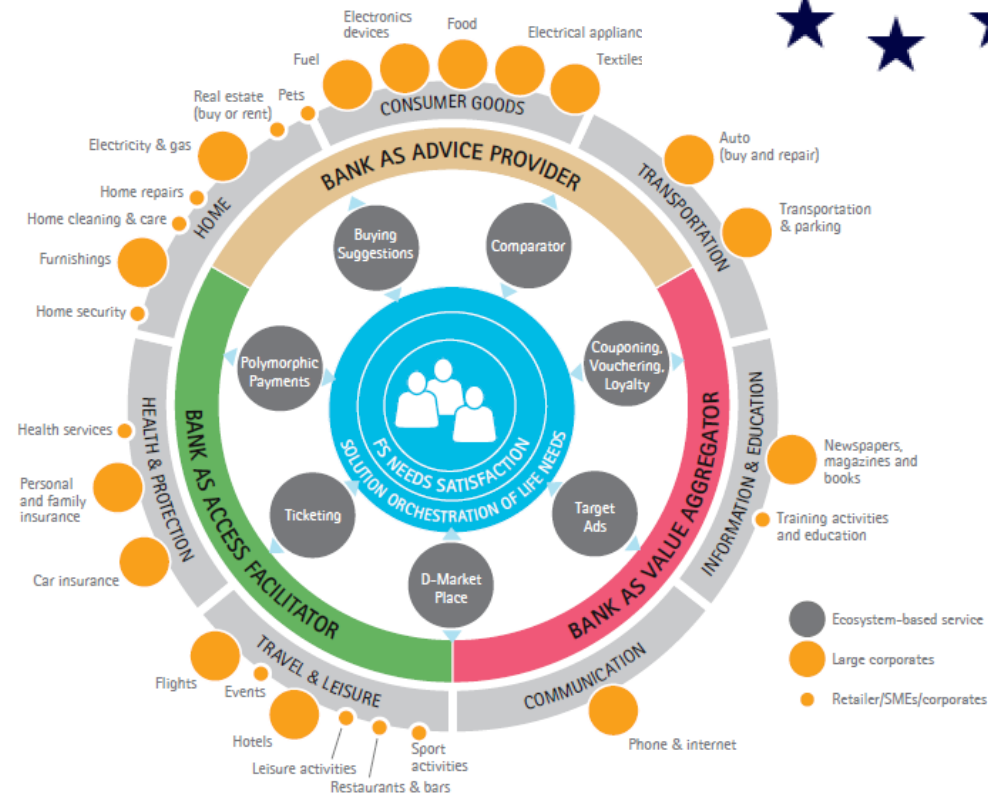 Electronics
devices
Food
Electrical applianc
Fuel
Textiles
Real estate
(buy or rent)
Pets
CONSUMER GOODS
Electricity & gas
Auto
(buy and repair)
BANK AS ADVICE PROVIDER
TRANSPORTATION
Home repairs
HOME
Home cleaning & care
Transportation
& parking
Furnishings
Buying
Suggestions
Comparator
Home security
Polymorphic
Payments
Couponing,
Vouchering,
Loyalty
HEALTH & PROTECTION
BANK AS ACCESS FACILITATOR
FS NEEDS SATISFACTION
SOLUTION ORCHESTRATION OF LIFE NEEDS
BANK AS VALUE AGGREGATOR
INFORMATION & EDUCATION
Health services
Newspapers,
magazines and
books
Personal
and family
insurance
Ticketing
Target
Ads
Training activities
and education
Car insurance
D-Market
Place
Ecosystem-based service
Large corporates
Retailer/SMEs/corporates
TRAVEL & LEISURE
COMMUNICATION
Flights
Events
Hotels
Leisure activities
Restaurants & bars
Sport
activities
Phone & internet